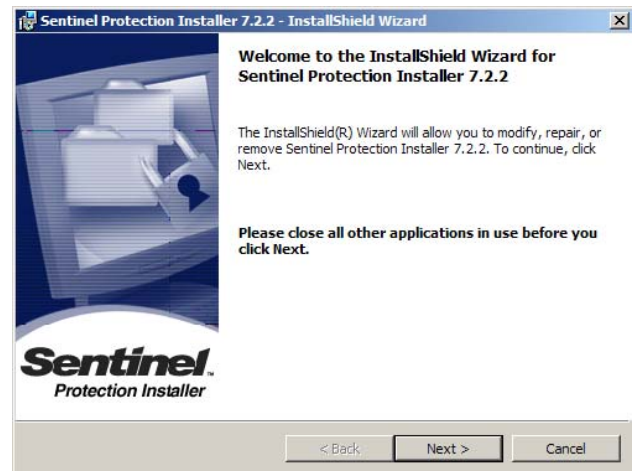 Sentinel Protection Installer 7.2.2 - InstallShield Wizard
Welcome to the InstallShield Wizard for
Sentinel Protection Installer 7.2.2
The InstallShield(R) Wizard will allow you to modify, repair, or
remove Sentinel Protection Installer 7.2.2. To continue, click
Next.
Please close all other applications in use before you
click Next.
Sentinel™
Protection Installer
< Back
Next >
Cancel